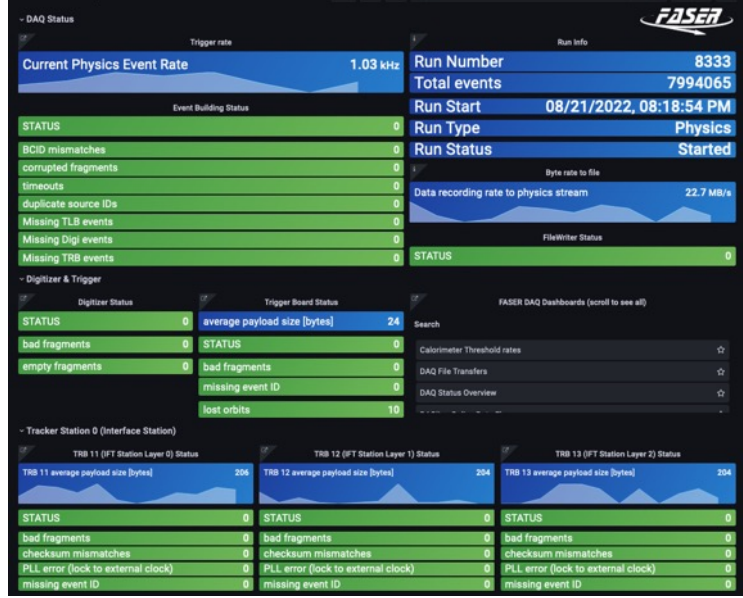 DAQ Status
FASER
Trigger rate
Current Physics Event Rate 1.03 kHz
Event Building Status
STATUS 0
BCID mismatches 0
corrupted fragments 0
timeouts 0
duplicate source IDs 0
Missing TLB events 0
Missing Digi events 0
Missing TRB events 0
Run Info
Run Number 8333
Total events 7994065
Run Start 08/21/2022, 08:18:54 PM
Run Type Physics
Run Status Started
Byte rate to file
Data recording rate to physics stream 22.7 MB/s
FileWriter Status
STATUS 0
Digitizer & Trigger
Digitizer Status
STATUS 0
bad fragments 0
empty fragments 0
Trigger Board Status
average payload size [bytes] 24
STATUS 0
bad fragments 0
missing event ID 0
lost orbits 10
FASER DAQ Dashboards (scroll to see all)
Search
Calorimeter Threshold rates
DAQ File Transfers
DAQ Status Overview
Tracker Station 0 (Interface Station)
TRB 11 (IFT Station Layer 0) Status
TRB 11 average payload size [bytes] 206
STATUS 0
bad fragments 0
checksum mismatches 0
PLL error (lock to external clock) 0
missing event ID 0
TRB 12 (IFT Station Layer 1) Status
TRB 12 average payload size [bytes] 204
STATUS 0
bad fragments 0
checksum mismatches 0
PLL error (lock to external clock) 0
missing event ID 0
TRB 13 (IFT Station Layer 2) Status
TRB 13 average payload size [bytes] 204
STATUS 0
bad fragments 0
checksum mismatches 0
PLL error (lock to external clock) 0
missing event ID 0